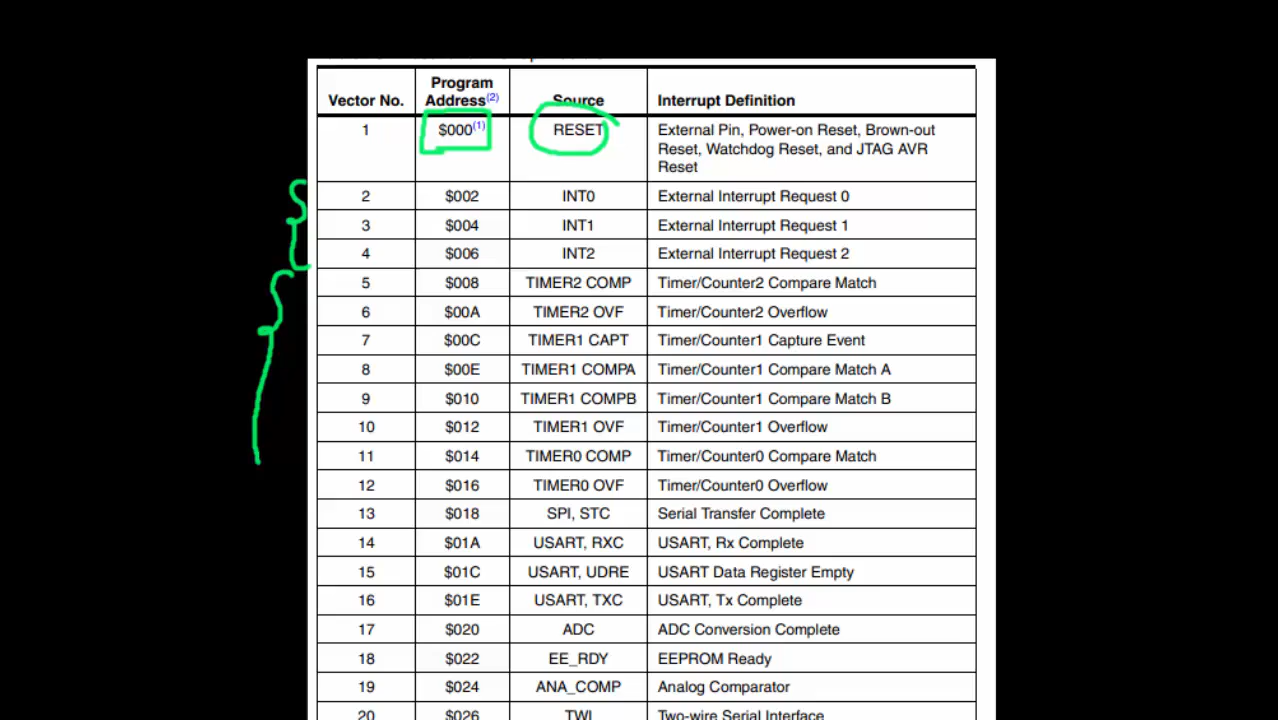 Vector No. Program Address(2) Source Interrupt Definition
1 $000(1) RESET External Pin, Power-on Reset, Brown-out
Reset, Watchdog Reset, and JTAG AVR
Reset
2 $002 INT0 External Interrupt Request 0
3 $004 INT1 External Interrupt Request 1
4 $006 INT2 External Interrupt Request 2
5 $008 TIMER2 COMP Timer/Counter2 Compare Match
6 $00A TIMER2 OVF Timer/Counter2 Overflow
7 $00C TIMER1 CAPT Timer/Counter1 Capture Event
8 $00E TIMER1 COMPA Timer/Counter1 Compare Match A
9 $010 TIMER1 COMPB Timer/Counter1 Compare Match B
10 $012 TIMER1 OVF Timer/Counter1 Overflow
11 $014 TIMER0 COMP Timer/Counter0 Compare Match
12 $016 TIMER0 OVF Timer/Counter0 Overflow
13 $018 SPI, STC Serial Transfer Complete
14 $01A USART, RXC USART, Rx Complete
15 $01C USART, UDRE USART Data Register Empty
16 $01E USART, TXC USART, Tx Complete
17 $020 ADC ADC Conversion Complete
18 $022 EE_RDY EEPROM Ready
19 $024 ANA_COMP Analog Comparator
20 $026 TWI Two-wire Serial Interface